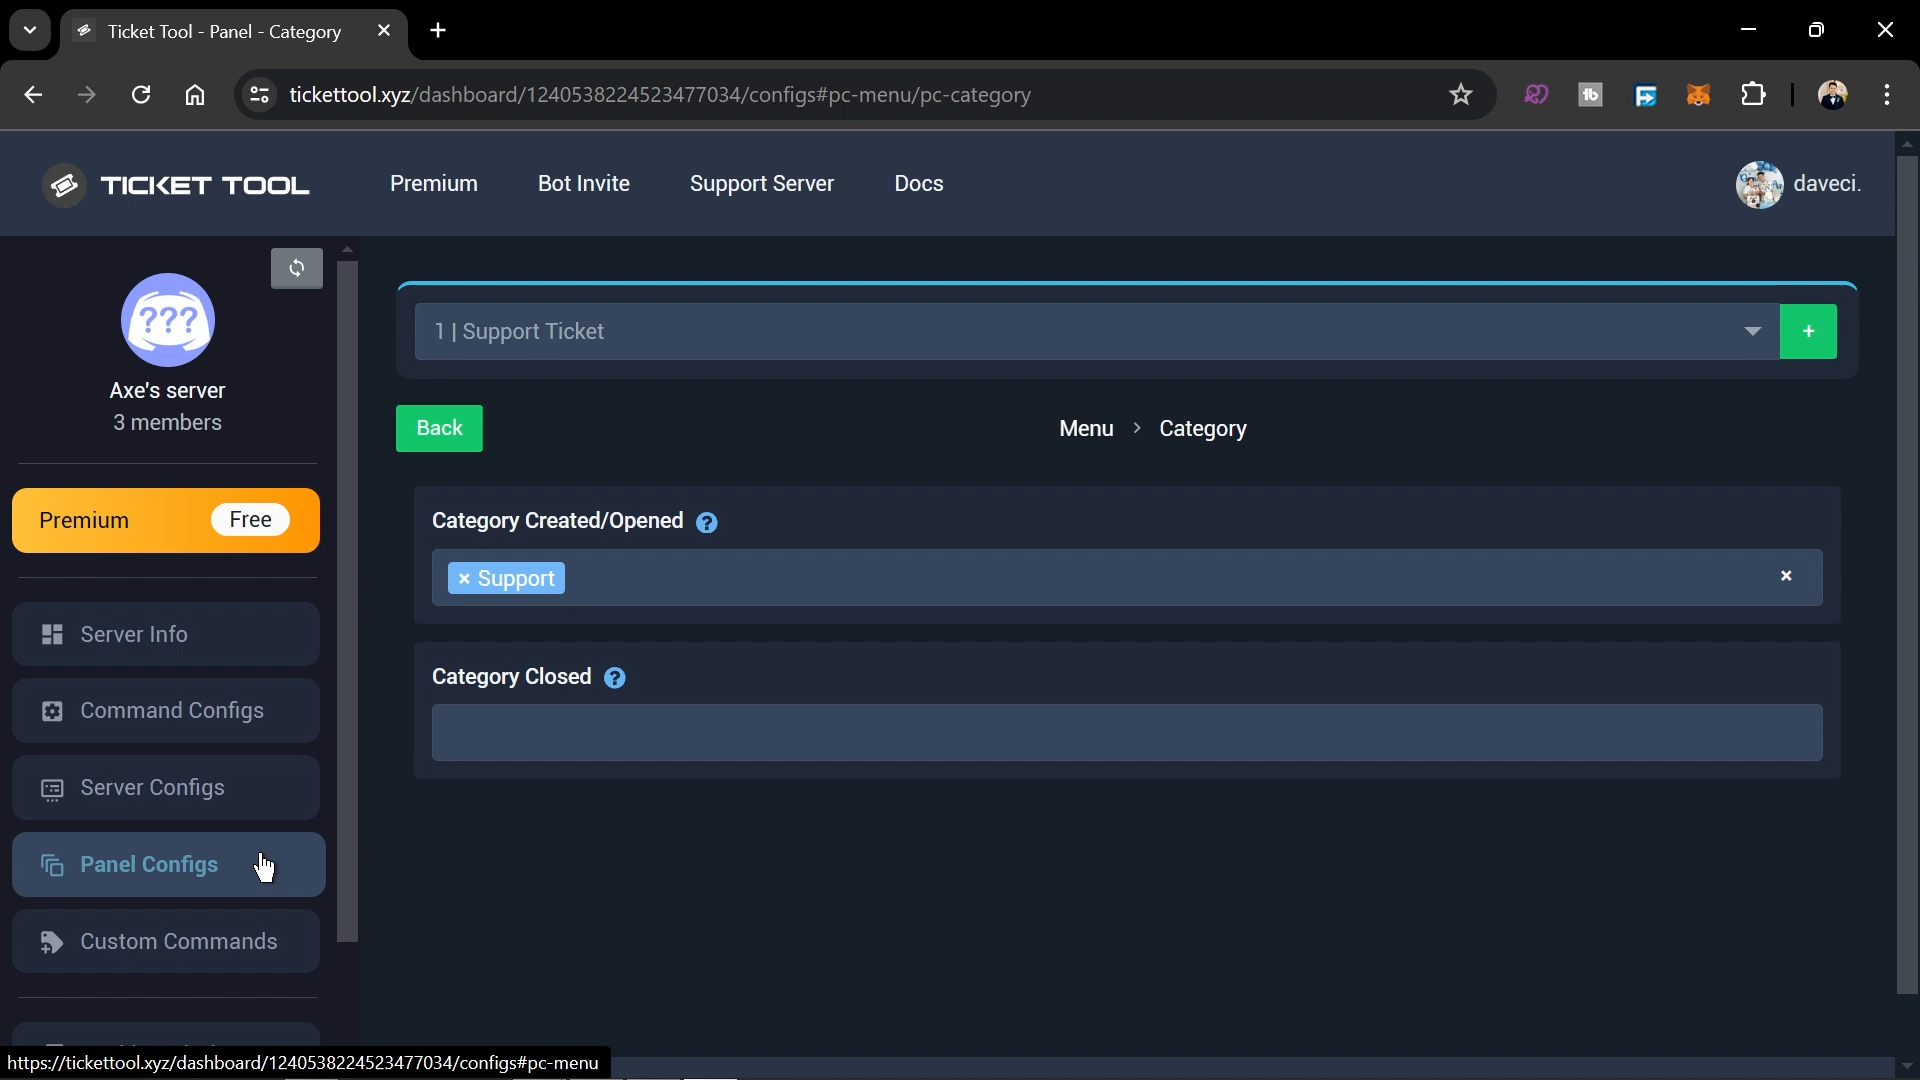 Ticket Tool - Panel - Category
tickettool.xyz/dashboard/1240538224523477034/configs#pc-menu/pc-category
tb
TICKET TOOL
Premium
Bot Invite
Support Server
Docs
daveci.
???
Axe's server
3 members
Premium
Free
Server Info
Command Configs
Server Configs
Panel Configs
Custom Commands
1 | Support Ticket
+
Back
Menu > Category
Category Created/Opened ?
× Support
×
Category Closed ?
https://tickettool.xyz/dashboard/1240538224523477034/configs#pc-menu